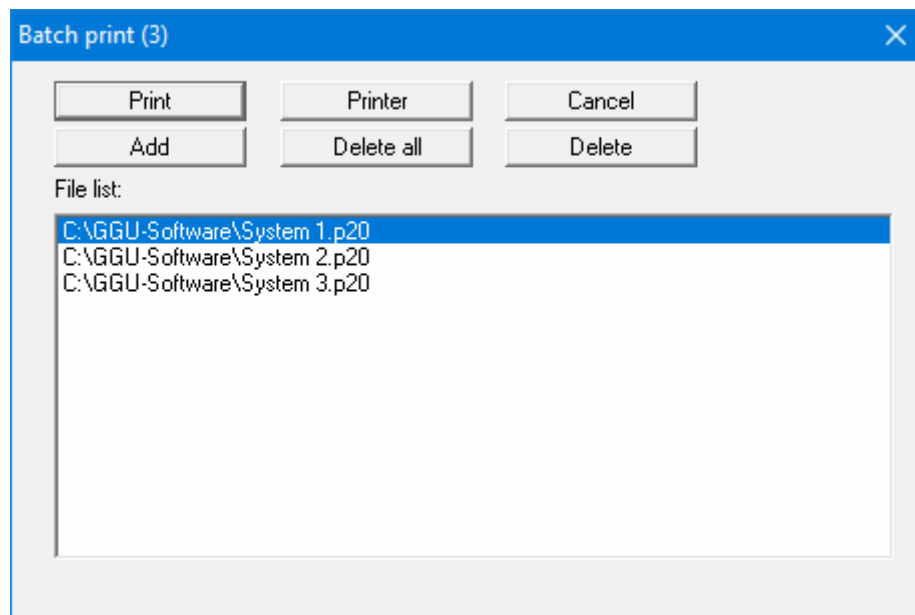 Batch print (3)
Print Printer Cancel
Add Delete all Delete
File list:
C:\GGU-Software\System 1.p20
C:\GGU-Software\System 2.p20
C:\GGU-Software\System 3.p20